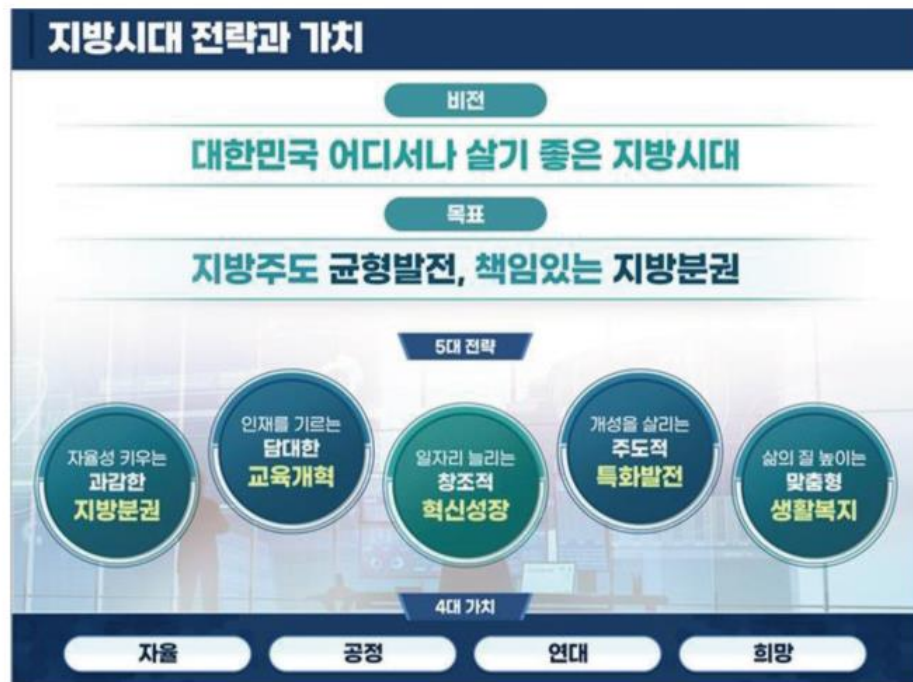 지방시대 전략과 가치
비전
대한민국 어디서나 살기 좋은 지방시대
목표
지방주도 균형발전, 책임있는 지방분권
5대 전략
자율성 키우는
과감한
지방분권
인재를 기르는
담대한
교육개혁
일자리 늘리는
창조적
혁신성장
개성을 살리는
주도적
특화발전
삶의 질 높이는
맞춤형
생활복지
4대 가치
자율
공정
연대
희망